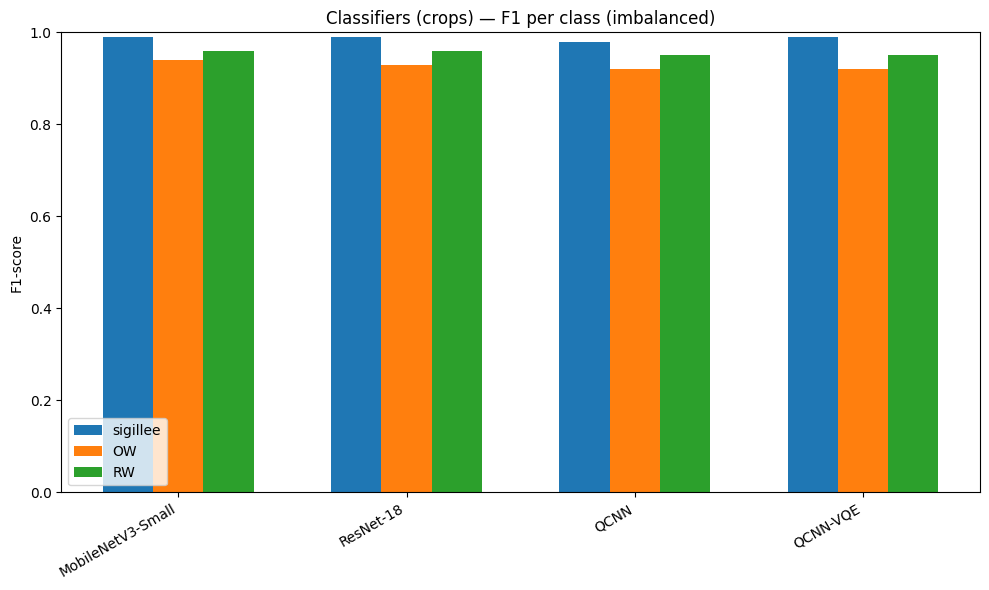 Classifiers (crops) — F1 per class (imbalanced)
F1-score
1.0
0.8
0.6
0.4
0.2
0.0
sigillee
OW
RW
MobileNetV3-Small
ResNet-18
QCNN
QCNN-VQE